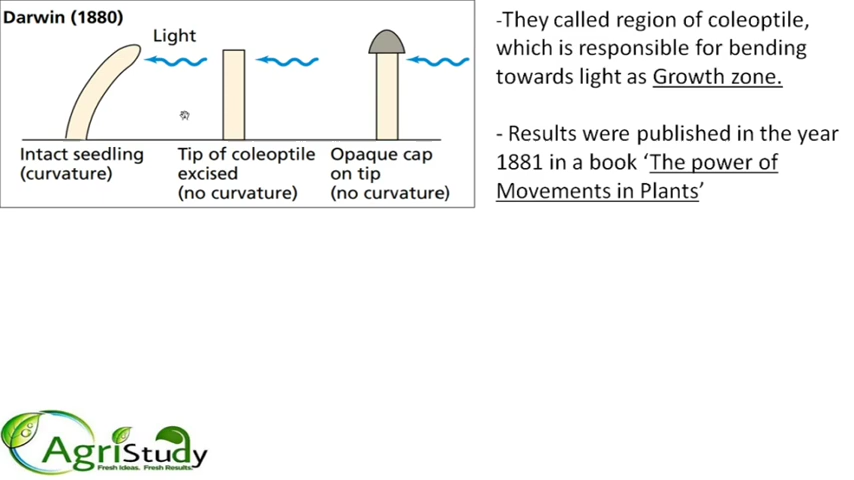 Darwin (1880)
Light
Intact seedling
(curvature)
Tip of coleoptile
excised
(no curvature)
Opaque cap
on tip
(no curvature)
-They called region of coleoptile,
which is responsible for bending
towards light as Growth zone.
- Results were published in the year
1881 in a book ‘The power of
Movements in Plants’
AgriStudy
Fresh Ideas. Fresh Results.